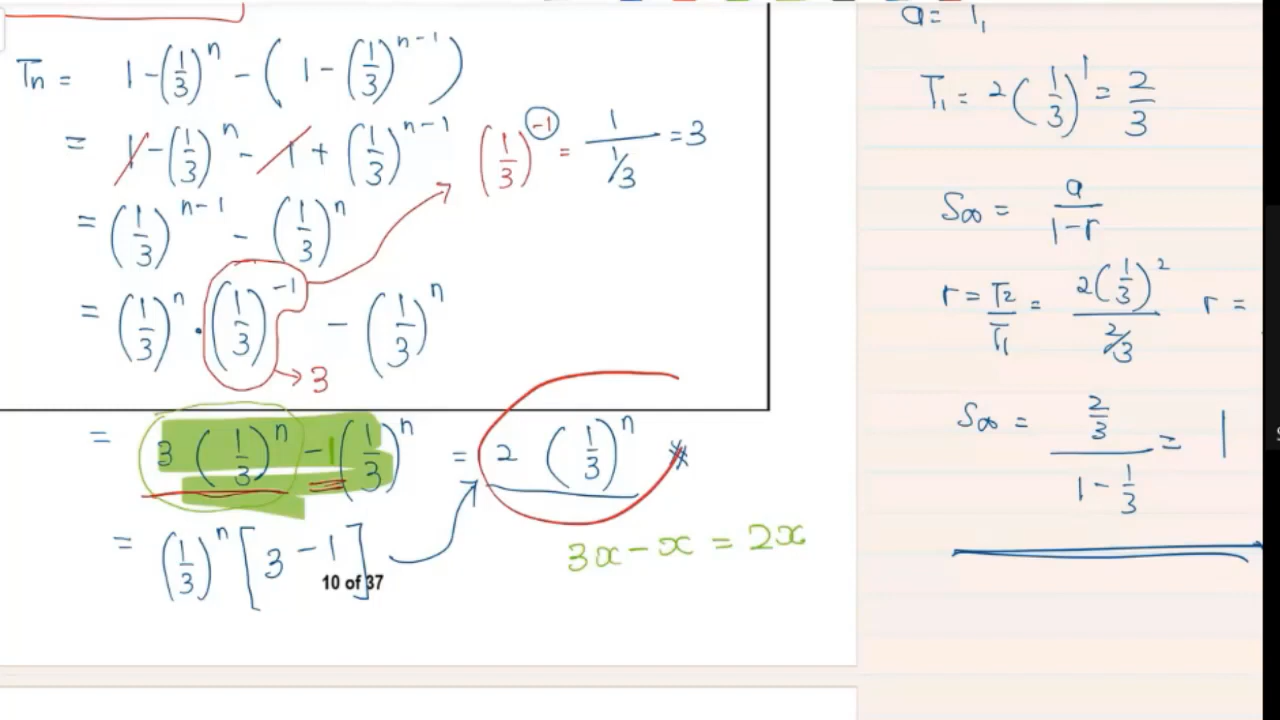 Tn = 1 - (1/3)^n - ( 1 - (1/3)^(n-1) )
= 1 - (1/3)^n - 1 + (1/3)^(n-1)
(1/3)^(-1) = 1/(1/3) = 3
= (1/3)^(n-1) - (1/3)^n
= (1/3)^n · (1/3)^(-1) - (1/3)^n
→ 3
= 3 (1/3)^n - 1 (1/3)^n = 2 (1/3)^n
= (1/3)^n [3 - 1]
3x - x = 2x
10 of 37
a = T₁
T₁ = 2 (1/3)^1 = 2/3
S∞ = a/(1-r)
r = T₂/T₁ = 2(1/3)^2/(2/3) r =
S∞ = (2/3)/(1 - 1/3) = 1